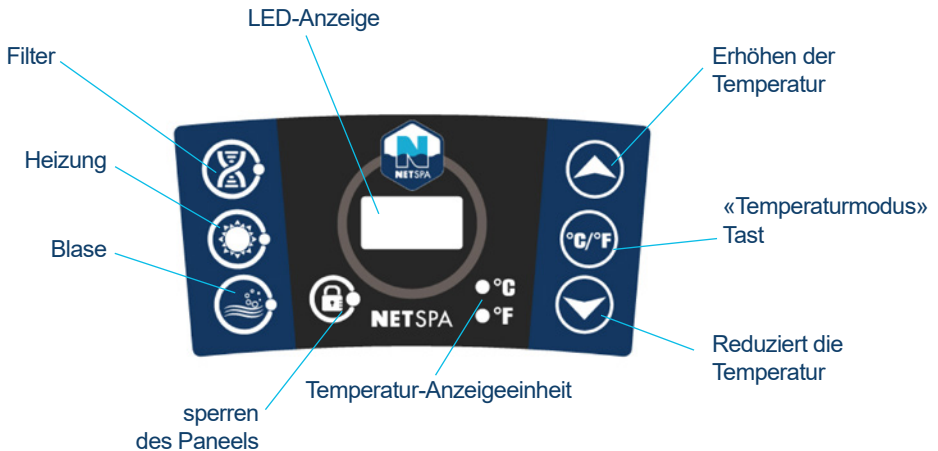 LED-Anzeige
Filter
Erhöhen der
Temperatur
Heizung
N
NETSPA
«Temperaturmodus»
Tast
°C/°F
Blase
°C
NETSPA
°F
Reduziert die
Temperatur
Temperatur-Anzeigeeinheit
sperren
des Paneels